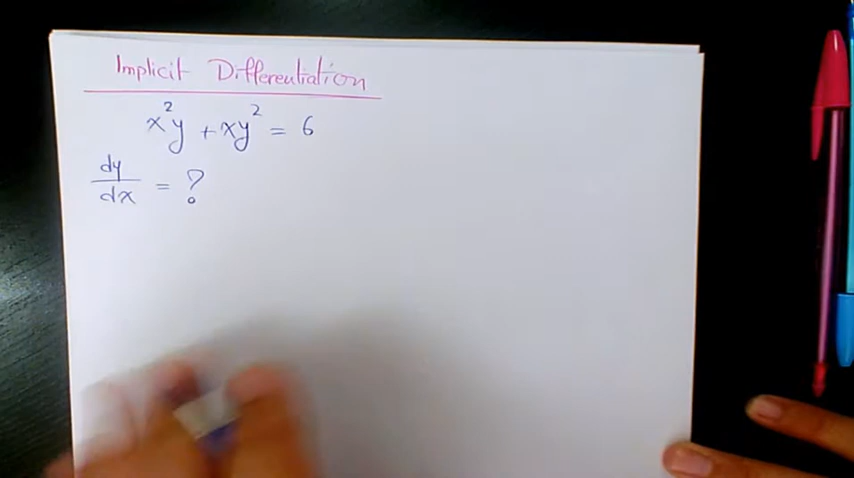 Implicit Differentiation
x²y + xy² = 6
dy/dx = ?